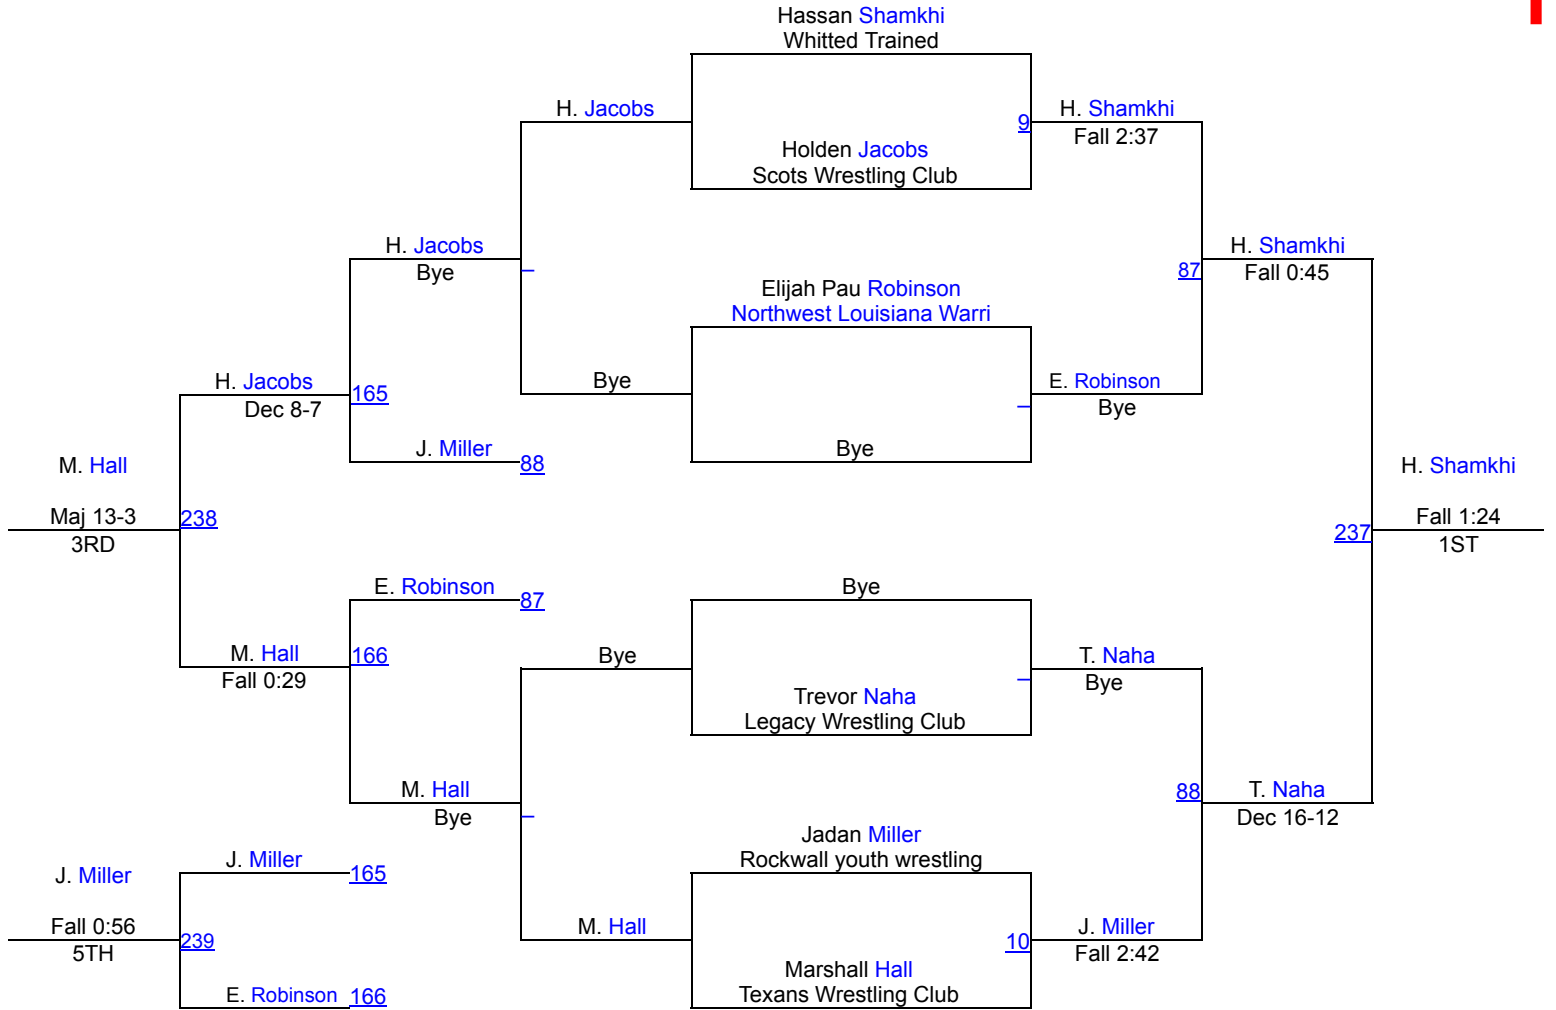 Hassan Shamkhi
Whitted Trained
H. Jacobs
H. Shamkhi
9
Fall 2:37
Holden Jacobs
Scots Wrestling Club
H. Jacobs
H. Shamkhi
Bye
–
87
Fall 0:45
Elijah Pau Robinson
Northwest Louisiana Warri
H. Jacobs
165
Bye
E. Robinson
Dec 8-7
–
Bye
J. Miller
88
Bye
M. Hall
H. Shamkhi
Maj 13-3
238
237
Fall 1:24
3RD
1ST
E. Robinson
87
Bye
M. Hall
166
Bye
T. Naha
Fall 0:29
–
Bye
Trevor Naha
Legacy Wrestling Club
M. Hall
88
T. Naha
Bye
–
Dec 16-12
Jadan Miller
Rockwall youth wrestling
J. Miller
165
J. Miller
Fall 0:56
239
5TH
M. Hall
10
J. Miller
Fall 2:42
Marshall Hall
Texans Wrestling Club
E. Robinson
166